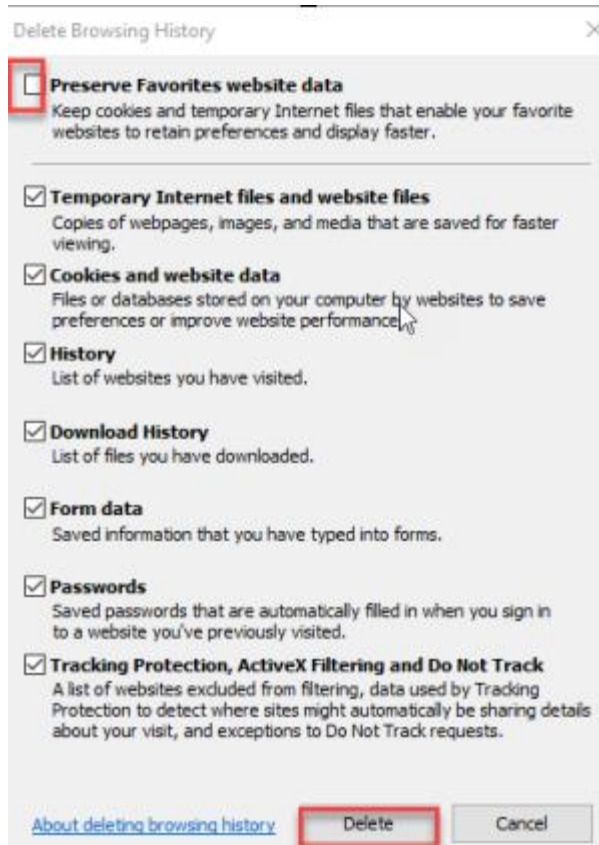 Delete Browsing History
Preserve Favorites website data
Keep cookies and temporary Internet files that enable your favorite
websites to retain preferences and display faster.
Temporary Internet files and website files
Copies of webpages, images, and media that are saved for faster
viewing.
Cookies and website data
Files or databases stored on your computer by websites to save
preferences or improve website performance.
History
List of websites you have visited.
Download History
List of files you have downloaded.
Form data
Saved information that you have typed into forms.
Passwords
Saved passwords that are automatically filled in when you sign in
to a website you've previously visited.
Tracking Protection, ActiveX Filtering and Do Not Track
A list of websites excluded from filtering, data used by Tracking
Protection to detect where sites might automatically be sharing details
about your visit, and exceptions to Do Not Track requests.
About deleting browsing history Delete Cancel